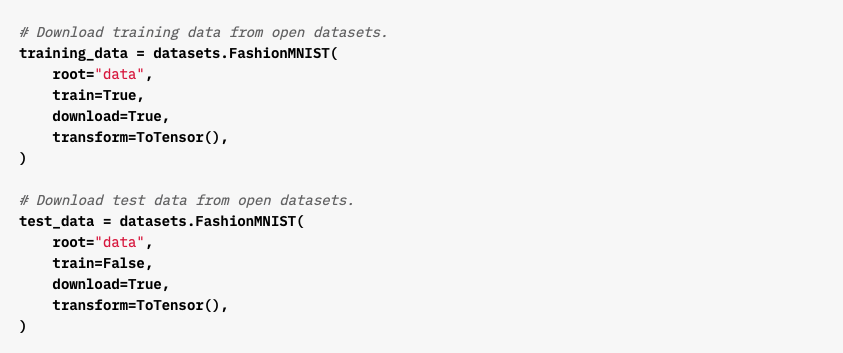 # Download training data from open datasets.
training_data = datasets.FashionMNIST(
    root="data",
    train=True,
    download=True,
    transform=ToTensor(),
)

# Download test data from open datasets.
test_data = datasets.FashionMNIST(
    root="data",
    train=False,
    download=True,
    transform=ToTensor(),
)